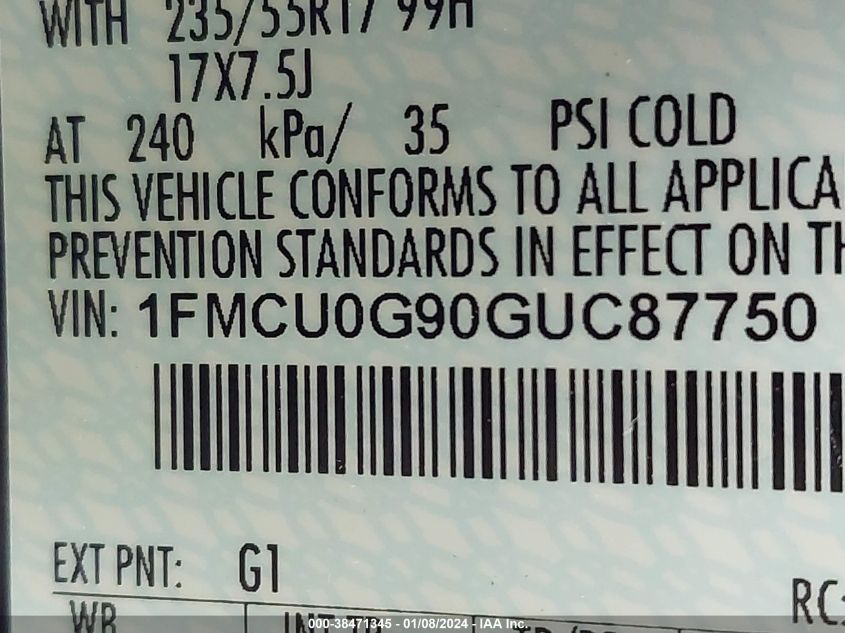 WITH 235/55R17 99H
17X7.5J
AT 240 kPa/ 35 PSI COLD
THIS VEHICLE CONFORMS TO ALL APPLICA
PREVENTION STANDARDS IN EFFECT ON TH
VIN: 1FMCU0G90GUC87750
EXT PNT: G1
RC:
WB INT TR
000-38471345 - 01/08/2024 - IAA Inc.